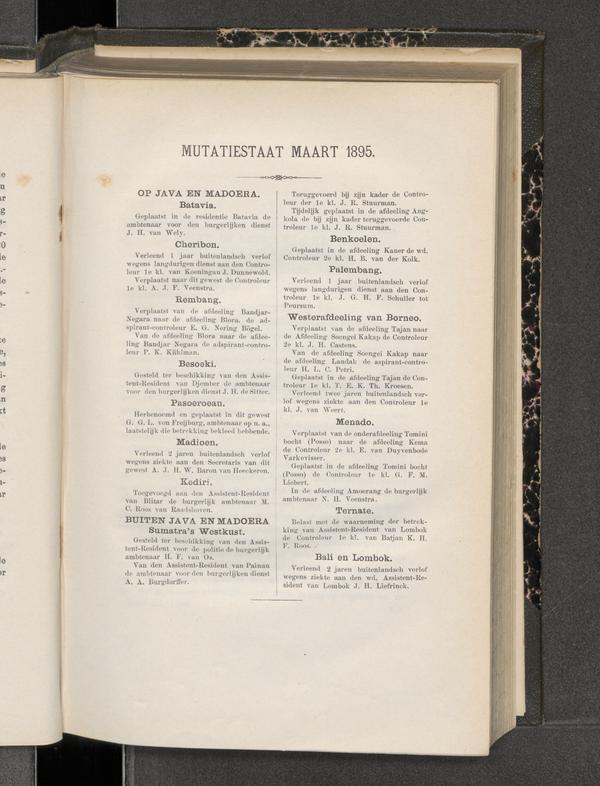 MUTATIESTAAT MAART 1895.
OP JAVA EN MADOERA.
Batavia.
Geplaatst in de residentie Batavia de
ambtenaar voor den burgerlijken dienst
J. H. van Wely.
Cheribon.
Verleend 1 jaar buitenlandsch verlof
wegens langdurigen dienst aan den Contro-
leur 1e kl. van Koeningan J. Dunnewold.
Verplaatst naar dit gewest de Controleur
1e kl. A. J. F. Veenstra.
Rembang.
Verplaatst van de afdeeling Bandjar-
Negara naar de afdeeling Blora, de ad-
spirant-controleur E. G. Nering Bögel.
Van de afdeeling Blora naar de afdee-
ling Bandjar Negara de adspirant-contro-
leur P. K. Kühlman.
Besoeki.
Gesteld ter beschikking van den Assis-
tent-Resident van Djember de ambtenaar
voor den burgerlijken dienst J. H. de Sitter.
Pasoeroean.
Herbenoemd en geplaatst in dit gewest
G. G. L. von Freijburg, ambtenaar op n. a.,
laatstelijk die betrekking bekleed hebbende.
Madioen.
Verleend 2 jaren buitenlandsch verlof
wegens ziekte aan den Secretaris van dit
gewest A. J. H. W. Baron van Heeckeren.
Kediri.
Toegevoegd aan den Assistent-Resident
van Blitar de burgerlijk ambtenaar M.
C. Roos van Raadshoven.
BUITEN JAVA EN MADOERA
Sumatra's Westkust.
Gesteld ter beschikking van den Assis-
tent-Resident voor de politie de burgerlijk
ambtenaar H. F. van Os.
Van den Assistent-Resident van Painan
de ambtenaar voor den burgerlijken dienst
A. A. Burgdorffer.
Teruggevoerd bij zijn kader de Contro-
leur der 1e kl. J. R. Stuurman.
Tijdelijk geplaatst in de afdeeling Ang-
kola de bij zijn kader teruggevoerde Con-
troleur 1e kl. J. R. Stuurman.
Benkoelen.
Geplaatst in de afdeeling Kauer de wd.
Controleur 2e kl. H. B. van der Kolk.
Palembang.
Verleend 1 jaar buitenlandsch verlof
wegens langdurigen dienst aan den Con-
troleur 1e kl. J. G. H. F. Schuller tot
Peursum.
Westerafdeeling van Borneo.
Verplaatst van de afdeeling Tajan naar
de Afdeeling Soengei Kakap de Controleur
2e kl. J. H. Castens.
Van de afdeeling Soengei Kakap naar
de afdeeling Landak de aspirant-contro-
leur H. L. C. Petri.
Geplaatst in de afdeeling Tajan de Con-
troleur 1e kl. T. E. K. Th. Kroesen.
Verleend twee jaren buitenlandsch ver-
lof wegens ziekte aan den Controleur 1e
kl. J. van Weert.
Menado.
Verplaatst van de onderafdeeling Tomini
bocht (Posso) naar de afdeeling Kema
de Controleur 2e kl. E. van Duyvenbode
Varkevisser.
Geplaatst in de afdeeling Tomini bocht
(Posso) de Controleur 1e kl. G. F. M.
Liebert.
In de afdeeling Amoerang de burgerlijk
ambtenaar N. H. Veenstra.
Ternate.
Belast met de waarneming der betrek-
king van Assistent-Resident van Lombok
de Controleur 1e kl. van Batjan K. H.
F. Roos.
Bali en Lombok.
Verleend 2 jaren buitenlandsch verlof
wegens ziekte aan den wd. Assistent-Re-
sident van Lombok J. H. Liefrinck.